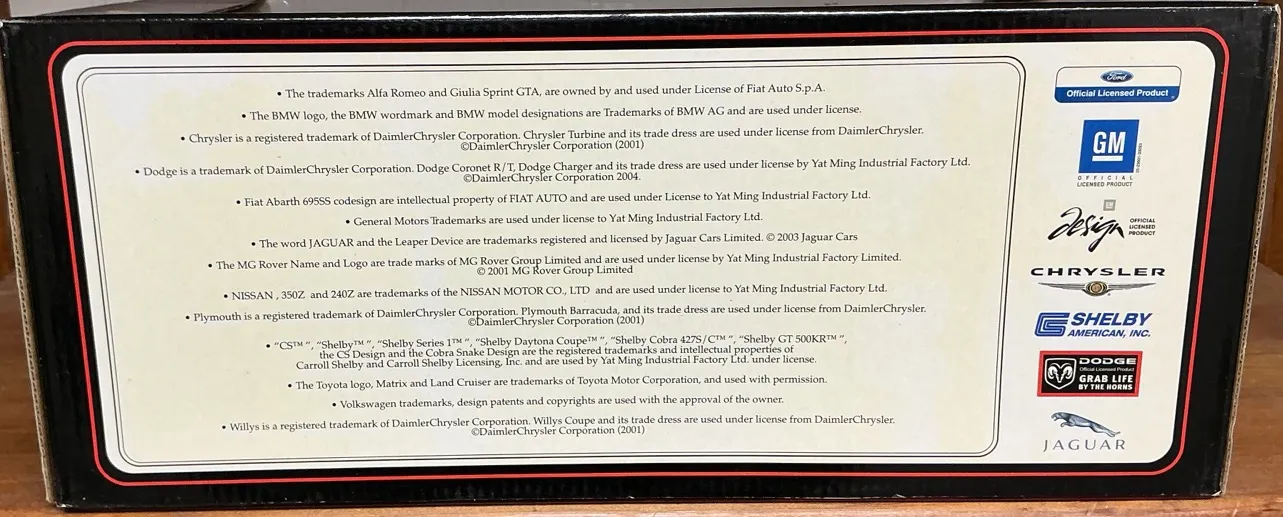 • The trademarks Alfa Romeo and Giulia Sprint GTA, are owned by and used under License of Fiat Auto S.p.A.
• The BMW logo, the BMW wordmark and BMW model designations are Trademarks of BMW AG and are used under license.
• Chrysler is a registered trademark of DaimlerChrysler Corporation. Chrysler Turbine and its trade dress are used under license from DaimlerChrysler.
©DaimlerChrysler Corporation (2001)
• Dodge is a trademark of DaimlerChrysler Corporation. Dodge Coronet R/T, Dodge Charger and its trade dress are used under license by Yat Ming Industrial Factory Ltd.
©DaimlerChrysler Corporation 2004.
• Fiat Abarth 695SS codesign are intellectual property of FIAT AUTO and are used under License to Yat Ming Industrial Factory Ltd.
• General Motors Trademarks are used under license to Yat Ming Industrial Factory Ltd.
• The word JAGUAR and the Leaper Device are trademarks registered and licensed by Jaguar Cars Limited. © 2003 Jaguar Cars
• The MG Rover Name and Logo are trade marks of MG Rover Group Limited and are used under license by Yat Ming Industrial Factory Limited.
© 2001 MG Rover Group Limited
• NISSAN , 350Z and 240Z are trademarks of the NISSAN MOTOR CO., LTD and are used under license to Yat Ming Industrial Factory Ltd.
• Plymouth is a registered trademark of DaimlerChrysler Corporation. Plymouth Barracuda, and its trade dress are used under license from DaimlerChrysler.
©DaimlerChrysler Corporation (2001)
• "CS™ ", "Shelby™ ", "Shelby Series 1™ ", "Shelby Daytona Coupe™ ", "Shelby Cobra 427S/C™ ", "Shelby GT 500KR™ ",
the CS Design and the Cobra Snake Design are the registered trademarks and intellectual properties of
Carroll Shelby and Carroll Shelby Licensing, Inc. and are used by Yat Ming Industrial Factory Ltd. under license.
• The Toyota logo, Matrix and Land Cruiser are trademarks of Toyota Motor Corporation, and used with permission.
• Volkswagen trademarks, design patents and copyrights are used with the approval of the owner.
• Willys is a registered trademark of DaimlerChrysler Corporation. Willys Coupe and its trade dress are used under license from DaimlerChrysler.
©DaimlerChrysler Corporation (2001)
Ford
Official Licensed Product
GM
OFFICIAL
LICENSED PRODUCT
GM
design
OFFICIAL
LICENSED
PRODUCT
CHRYSLER
SHELBY
AMERICAN, INC.
DODGE
Official Licensed Product
GRAB LIFE
BY THE HORNS
JAGUAR